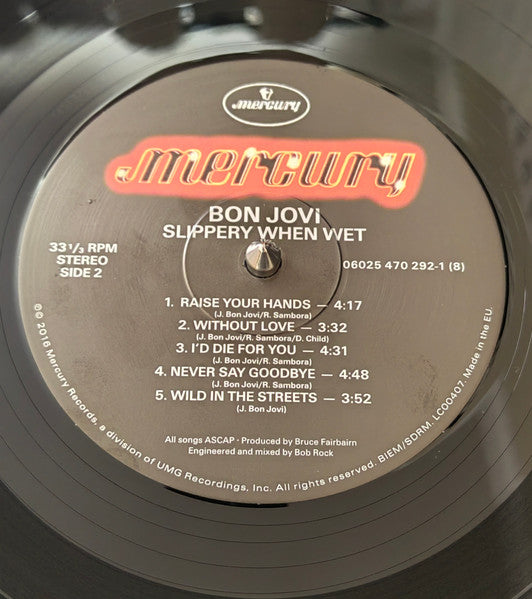 mercury
mercury
BON JOVi
SLIPPERY WHEN WET
33 1/3 RPM
STEREO
SIDE 2
06025 470 292-1 (8)
1. RAISE YOUR HANDS — 4:17
(J. Bon Jovi/R. Sambora)
2. WITHOUT LOVE — 3:32
(J. Bon Jovi/R. Sambora/D. Child)
3. I'D DIE FOR YOU — 4:31
(J. Bon Jovi/R. Sambora)
4. NEVER SAY GOODBYE — 4:48
(J. Bon Jovi/R. Sambora)
5. WILD IN THE STREETS — 3:52
(J. Bon Jovi)
All songs ASCAP · Produced by Bruce Fairbairn
Engineered and mixed by Bob Rock
℗© 2016 Mercury Records, a division of UMG Recordings, Inc. All rights reserved. BIEM/SDRM. LC00407. Made in the EU.